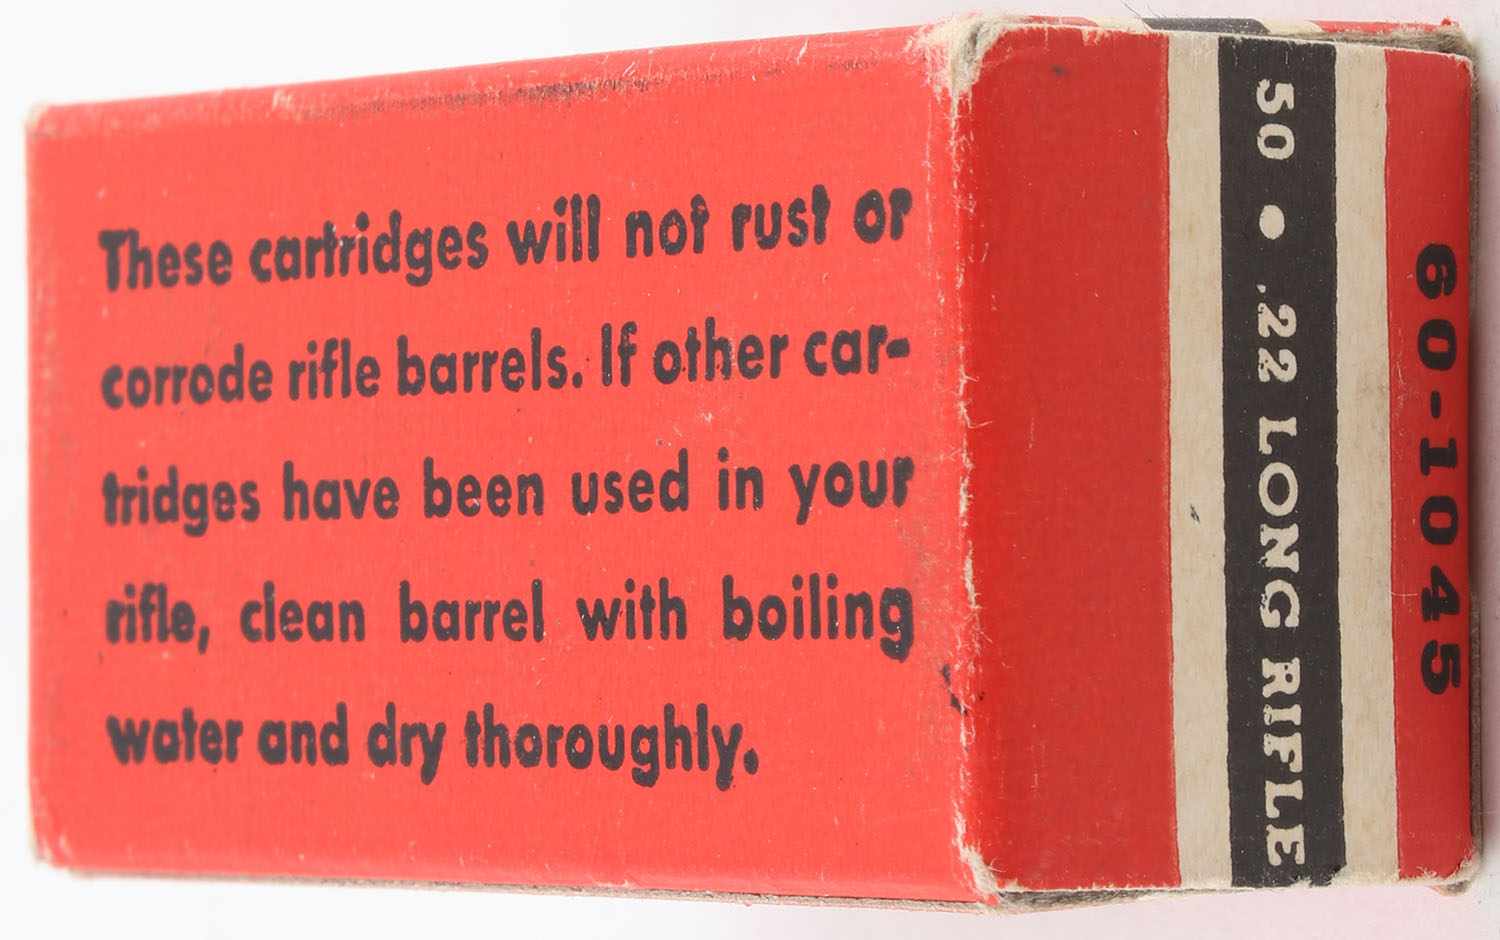 These cartridges will not rust or
corrode rifle barrels. If other car-
tridges have been used in your
rifle, clean barrel with boiling
water and dry thoroughly.
50 • .22 LONG RIFLE
60-1045